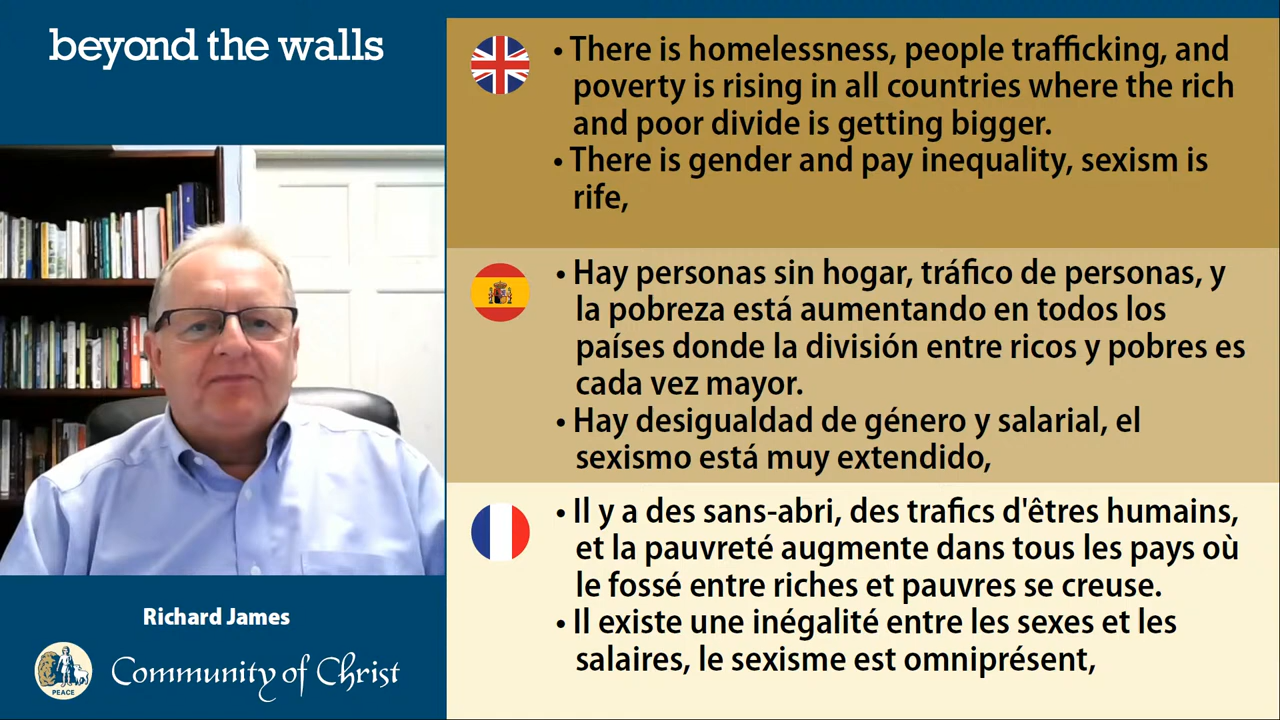 beyond the walls
• There is homelessness, people trafficking, and
poverty is rising in all countries where the rich
and poor divide is getting bigger.
• There is gender and pay inequality, sexism is
rife,
• Hay personas sin hogar, tráfico de personas, y
la pobreza está aumentando en todos los
países donde la división entre ricos y pobres es
cada vez mayor.
• Hay desigualdad de género y salarial, el
sexismo está muy extendido,
• Il y a des sans-abri, des trafics d'êtres humains,
et la pauvreté augmente dans tous les pays où
le fossé entre riches et pauvres se creuse.
• Il existe une inégalité entre les sexes et les
salaires, le sexisme est omniprésent,
Richard James
PEACE
Community of Christ